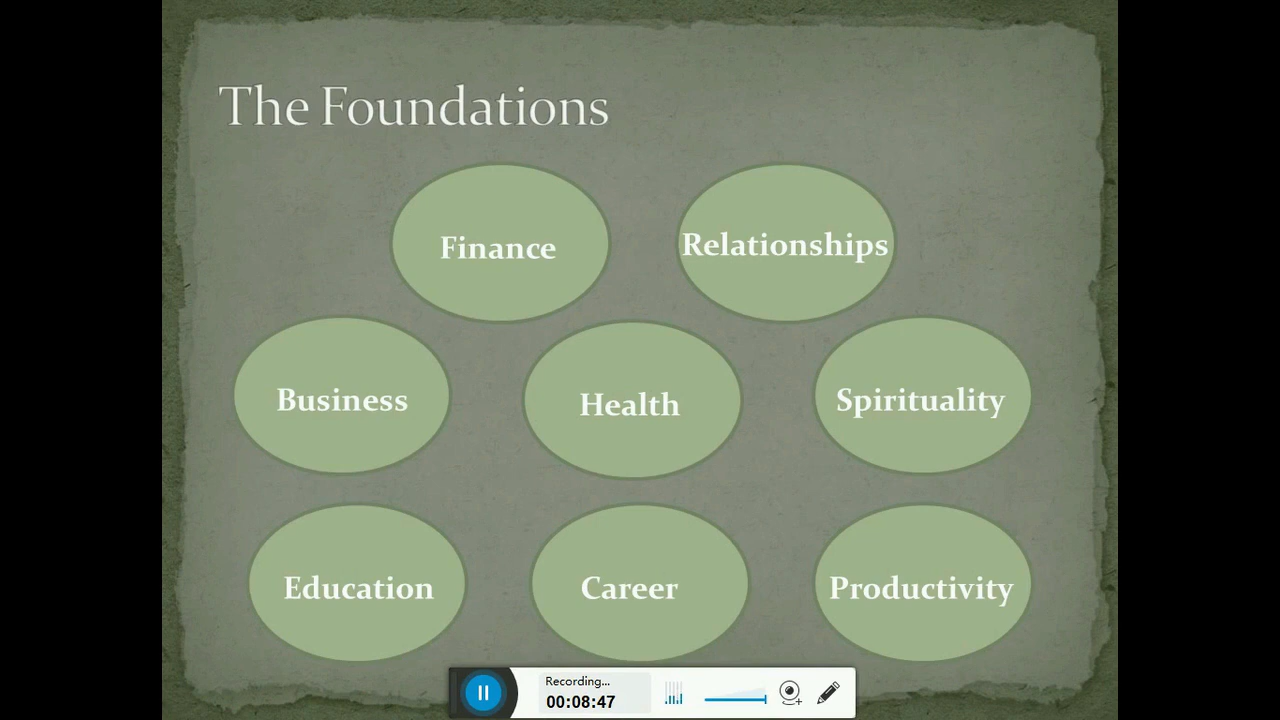 The Foundations
Finance
Relationships
Business
Health
Spirituality
Education
Career
Productivity
Recording...
00:08:47